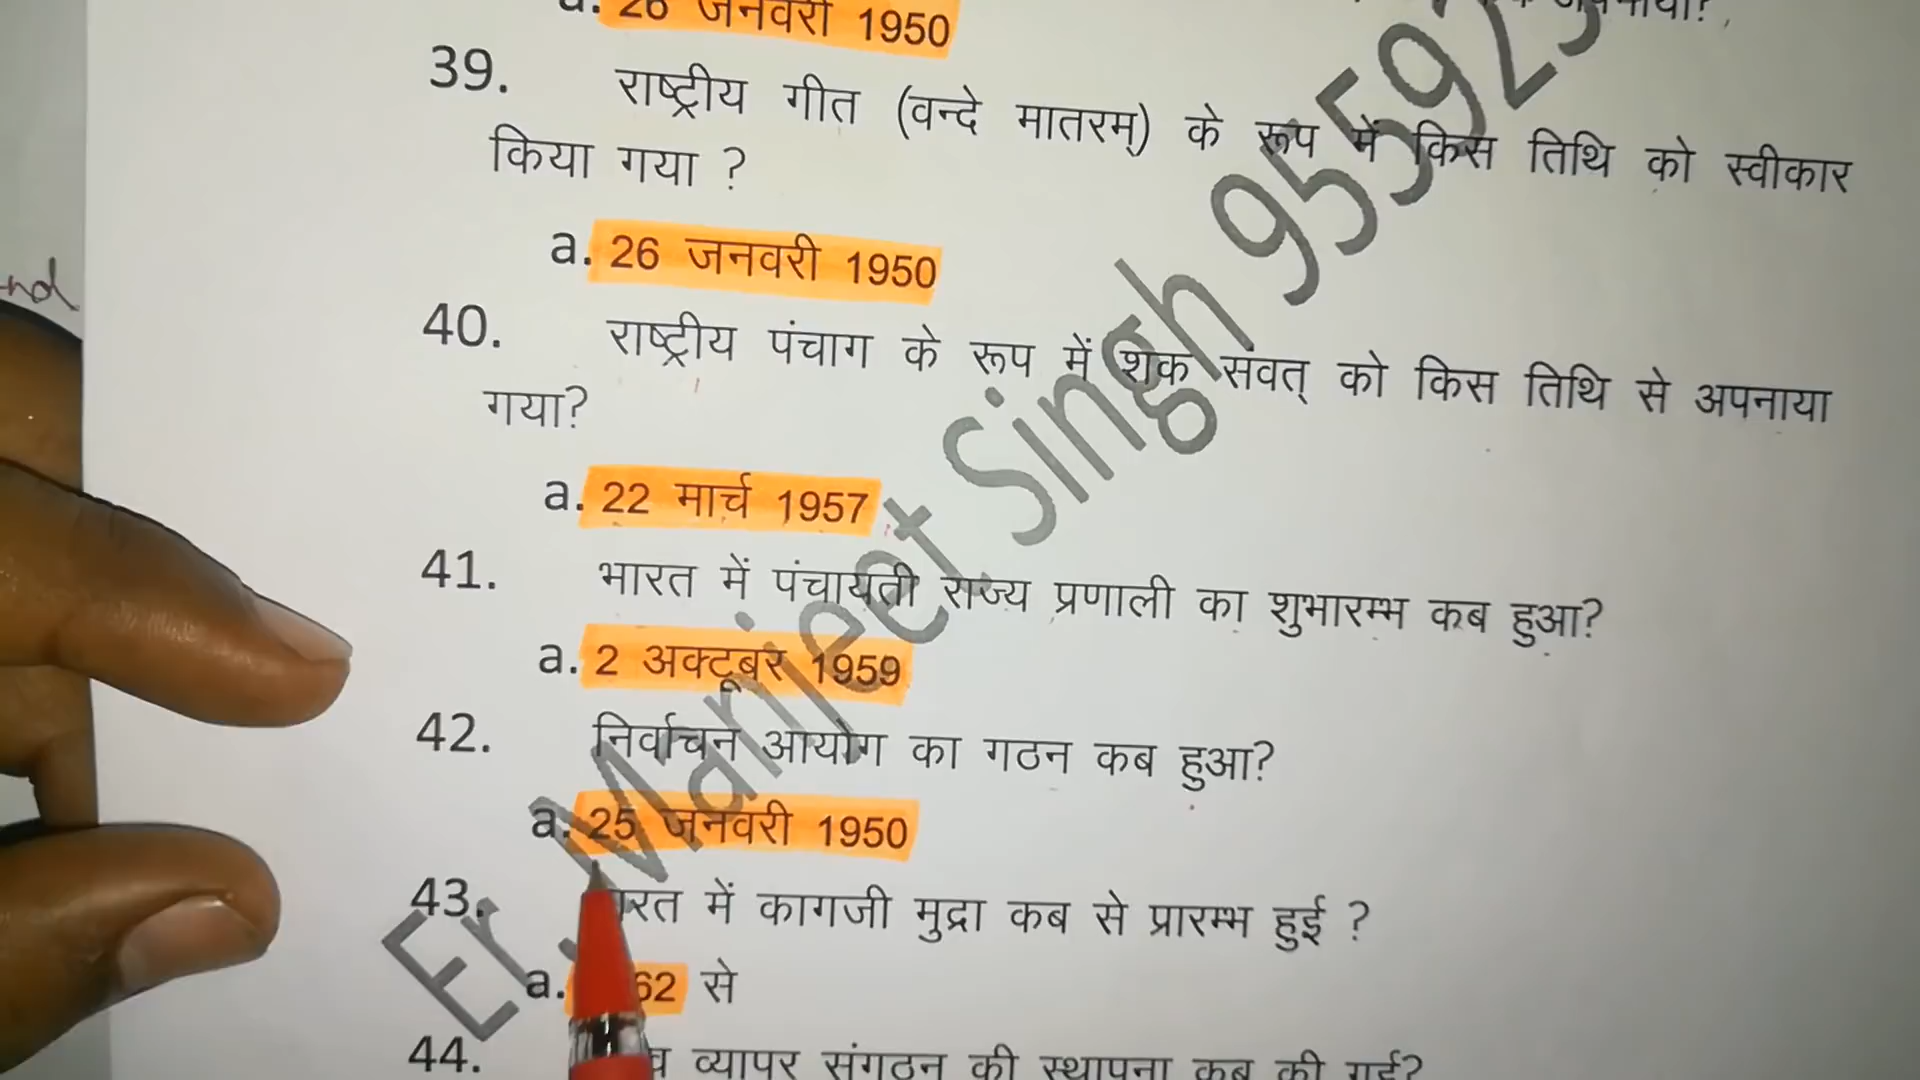 a. 26 जनवरी 1950
39. राष्ट्रीय गीत (वन्दे मातरम्) के रूप में किस तिथि को स्वीकार
किया गया ?
a. 26 जनवरी 1950
40. राष्ट्रीय पंचाग के रूप में शक संवत् को किस तिथि से अपनाया
गया?
a. 22 मार्च 1957
41. भारत में पंचायती राज्य प्रणाली का शुभारम्भ कब हुआ?
a. 2 अक्टूबर 1959
42. निर्वाचन आयोग का गठन कब हुआ?
a. 25 जनवरी 1950
43. में कागजी मुद्रा कब से प्रारम्भ हुई ?
a. 62 से
44. व्यापर संगठन की स्थापना कब की गई?
Er. Manjeet Singh 95592